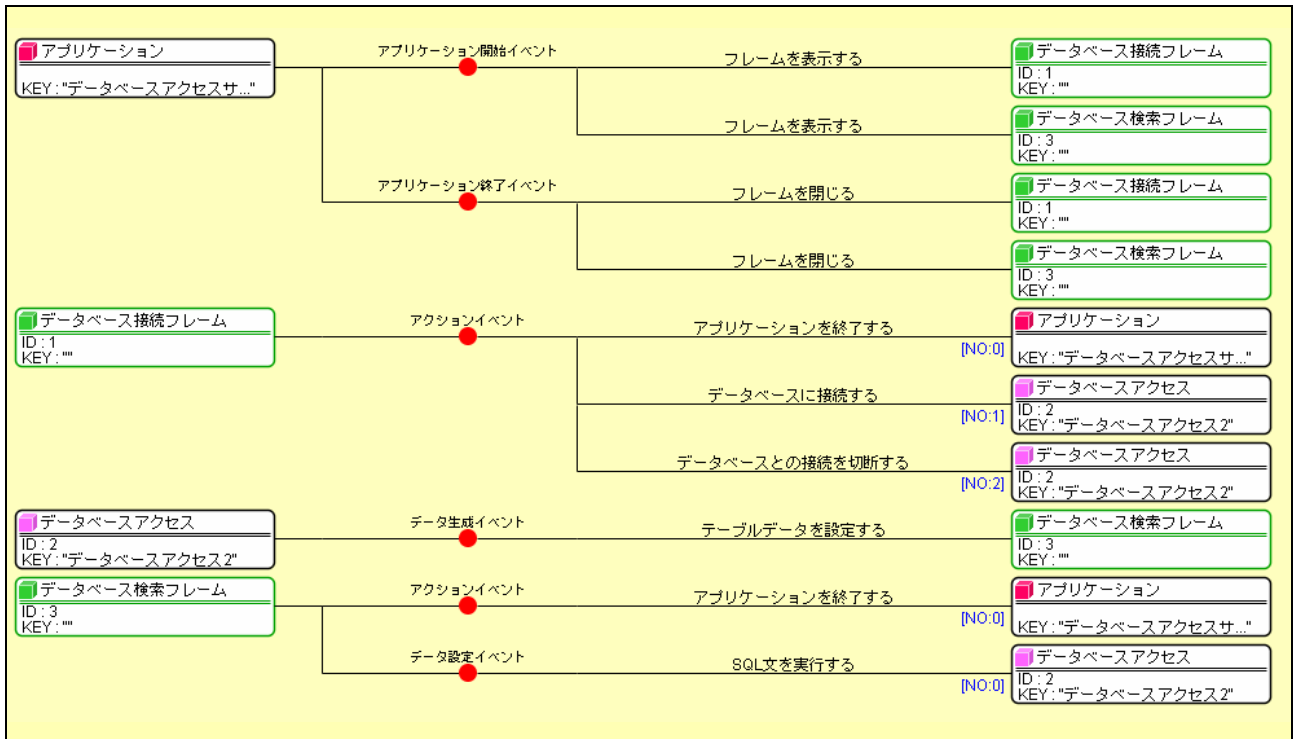 アプリケーション
KEY : "データベースアクセスサ..."
アプリケーション開始イベント
フレームを表示する
データベース接続フレーム
ID : 1
KEY : ""
フレームを表示する
データベース検索フレーム
ID : 3
KEY : ""
アプリケーション終了イベント
フレームを閉じる
データベース接続フレーム
ID : 1
KEY : ""
フレームを閉じる
データベース検索フレーム
ID : 3
KEY : ""
データベース接続フレーム
ID : 1
KEY : ""
アクションイベント
アプリケーションを終了する
[NO:0]
アプリケーション
KEY : "データベースアクセスサ..."
データベースに接続する
[NO:1]
データベースアクセス
ID : 2
KEY : "データベースアクセス2"
データベースとの接続を切断する
[NO:2]
データベースアクセス
ID : 2
KEY : "データベースアクセス2"
データベースアクセス
ID : 2
KEY : "データベースアクセス2"
データ生成イベント
テーブルデータを設定する
データベース検索フレーム
ID : 3
KEY : ""
データベース検索フレーム
ID : 3
KEY : ""
アクションイベント
アプリケーションを終了する
[NO:0]
アプリケーション
KEY : "データベースアクセスサ..."
データ設定イベント
SQL文を実行する
[NO:0]
データベースアクセス
ID : 2
KEY : "データベースアクセス2"